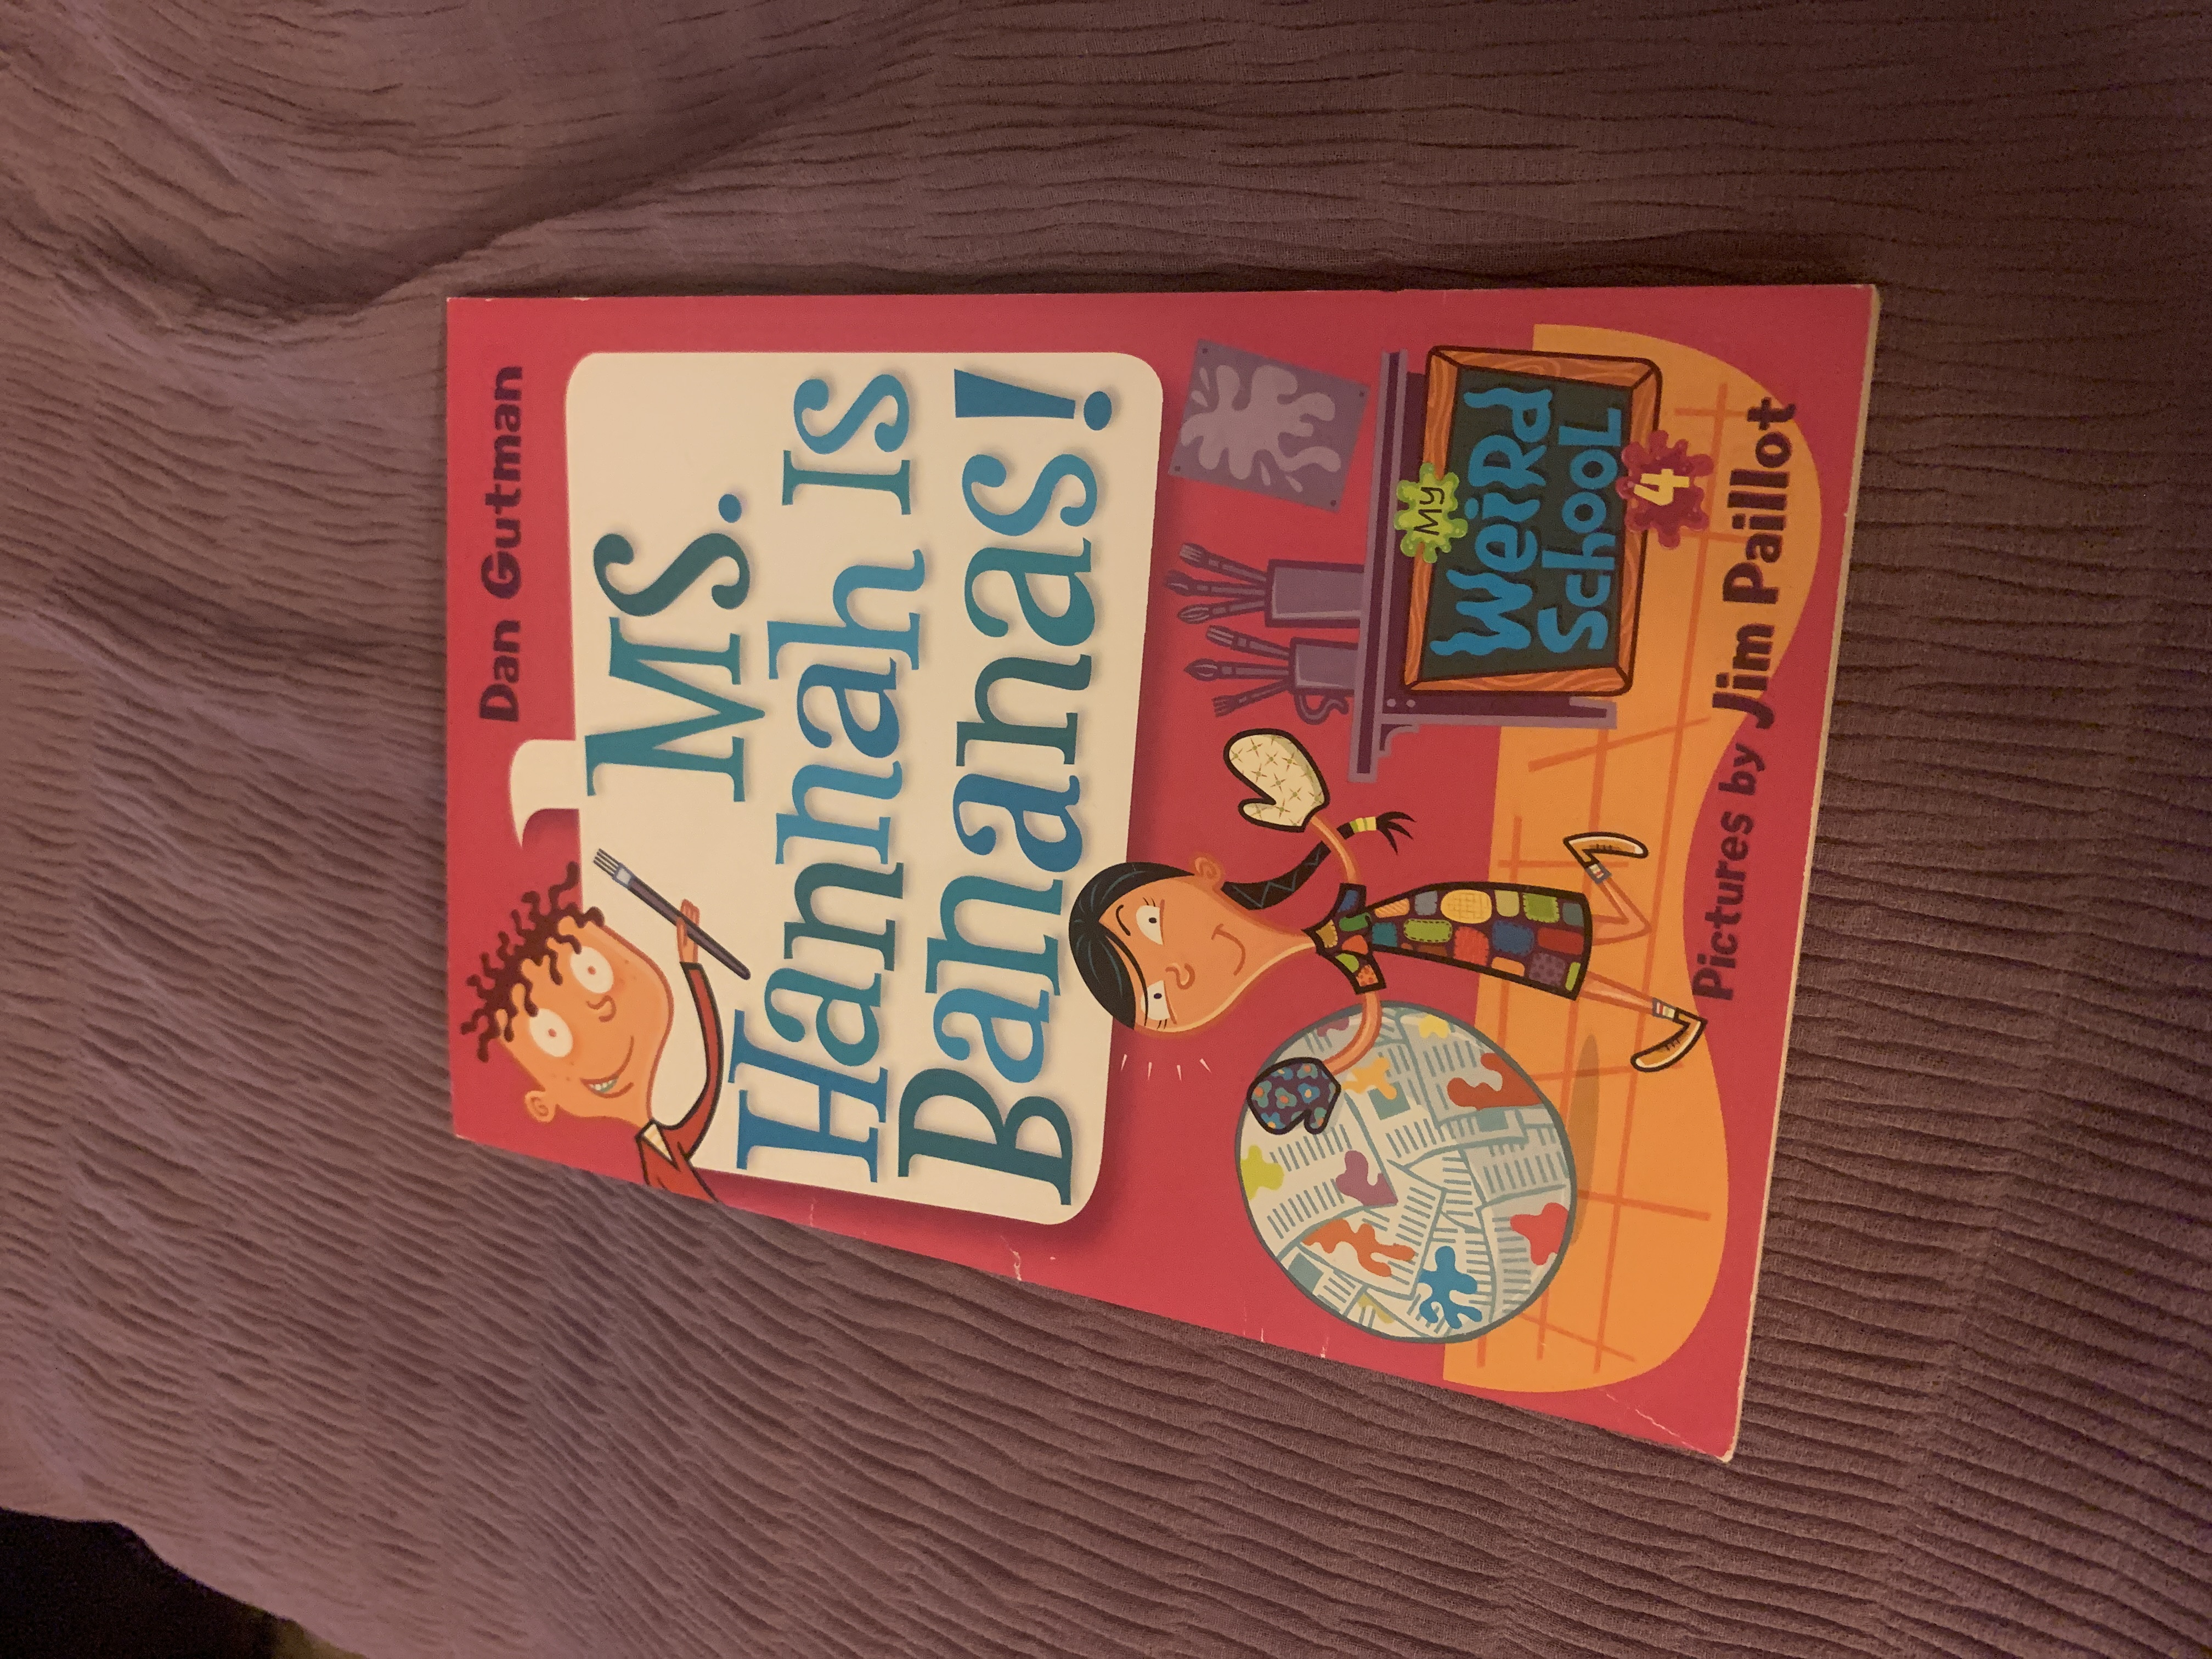 Dan Gutman
Ms.
Hannah Is
Bananas!
My
Weird
School
4
Pictures by Jim Paillot